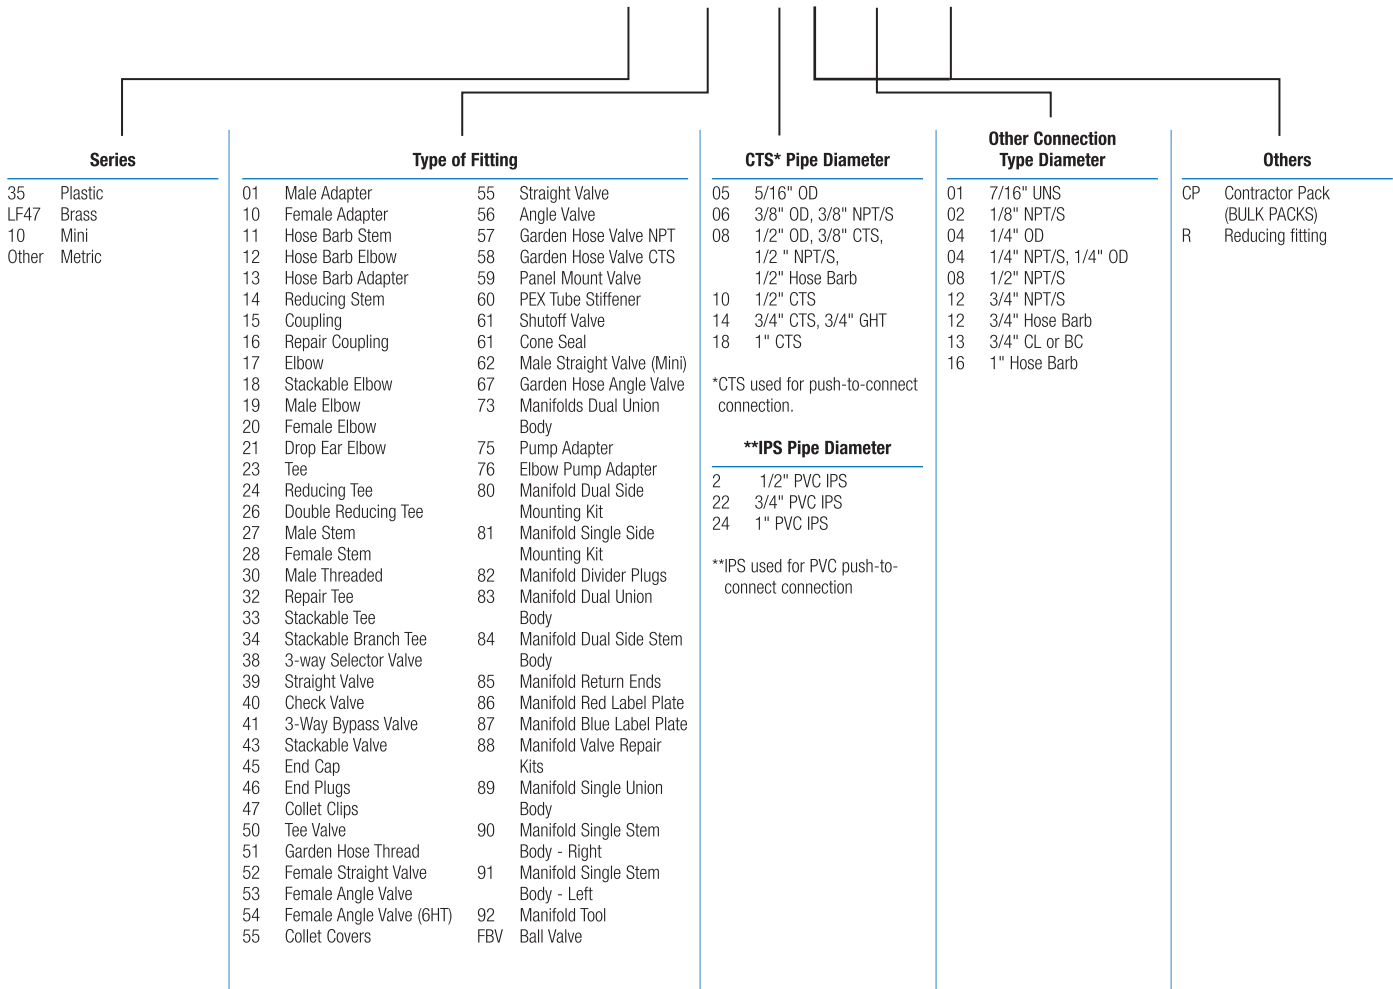 Series
35 Plastic
LF47 Brass
10 Mini
Other Metric
Type of Fitting
01 Male Adapter
10 Female Adapter
11 Hose Barb Stem
12 Hose Barb Elbow
13 Hose Barb Adapter
14 Reducing Stem
15 Coupling
16 Repair Coupling
17 Elbow
18 Stackable Elbow
19 Male Elbow
20 Female Elbow
21 Drop Ear Elbow
23 Tee
24 Reducing Tee
26 Double Reducing Tee
27 Male Stem
28 Female Stem
30 Male Threaded
32 Repair Tee
33 Stackable Tee
34 Stackable Branch Tee
38 3-way Selector Valve
39 Straight Valve
40 Check Valve
41 3-Way Bypass Valve
43 Stackable Valve
45 End Cap
46 End Plugs
47 Collet Clips
50 Tee Valve
51 Garden Hose Thread
52 Female Straight Valve
53 Female Angle Valve
54 Female Angle Valve (6HT)
55 Collet Covers
55 Straight Valve
56 Angle Valve
57 Garden Hose Valve NPT
58 Garden Hose Valve CTS
59 Panel Mount Valve
60 PEX Tube Stiffener
61 Shutoff Valve
61 Cone Seal
62 Male Straight Valve (Mini)
67 Garden Hose Angle Valve
73 Manifolds Dual Union
Body
75 Pump Adapter
76 Elbow Pump Adapter
80 Manifold Dual Side
Mounting Kit
81 Manifold Single Side
Mounting Kit
82 Manifold Divider Plugs
83 Manifold Dual Union
Body
84 Manifold Dual Side Stem
Body
85 Manifold Return Ends
86 Manifold Red Label Plate
87 Manifold Blue Label Plate
88 Manifold Valve Repair
Kits
89 Manifold Single Union
Body
90 Manifold Single Stem
Body - Right
91 Manifold Single Stem
Body - Left
92 Manifold Tool
FBV Ball Valve
CTS* Pipe Diameter
05 5/16" OD
06 3/8" OD, 3/8" NPT/S
08 1/2" OD, 3/8" CTS,
1/2 " NPT/S,
1/2" Hose Barb
10 1/2" CTS
14 3/4" CTS, 3/4" GHT
18 1" CTS
*CTS used for push-to-connect
connection.
**IPS Pipe Diameter
2 1/2" PVC IPS
22 3/4" PVC IPS
24 1" PVC IPS
**IPS used for PVC push-to-
connect connection
Other Connection
Type Diameter
01 7/16" UNS
02 1/8" NPT/S
04 1/4" OD
04 1/4" NPT/S, 1/4" OD
08 1/2" NPT/S
12 3/4" NPT/S
12 3/4" Hose Barb
13 3/4" CL or BC
16 1" Hose Barb
Others
CP Contractor Pack
(BULK PACKS)
R Reducing fitting